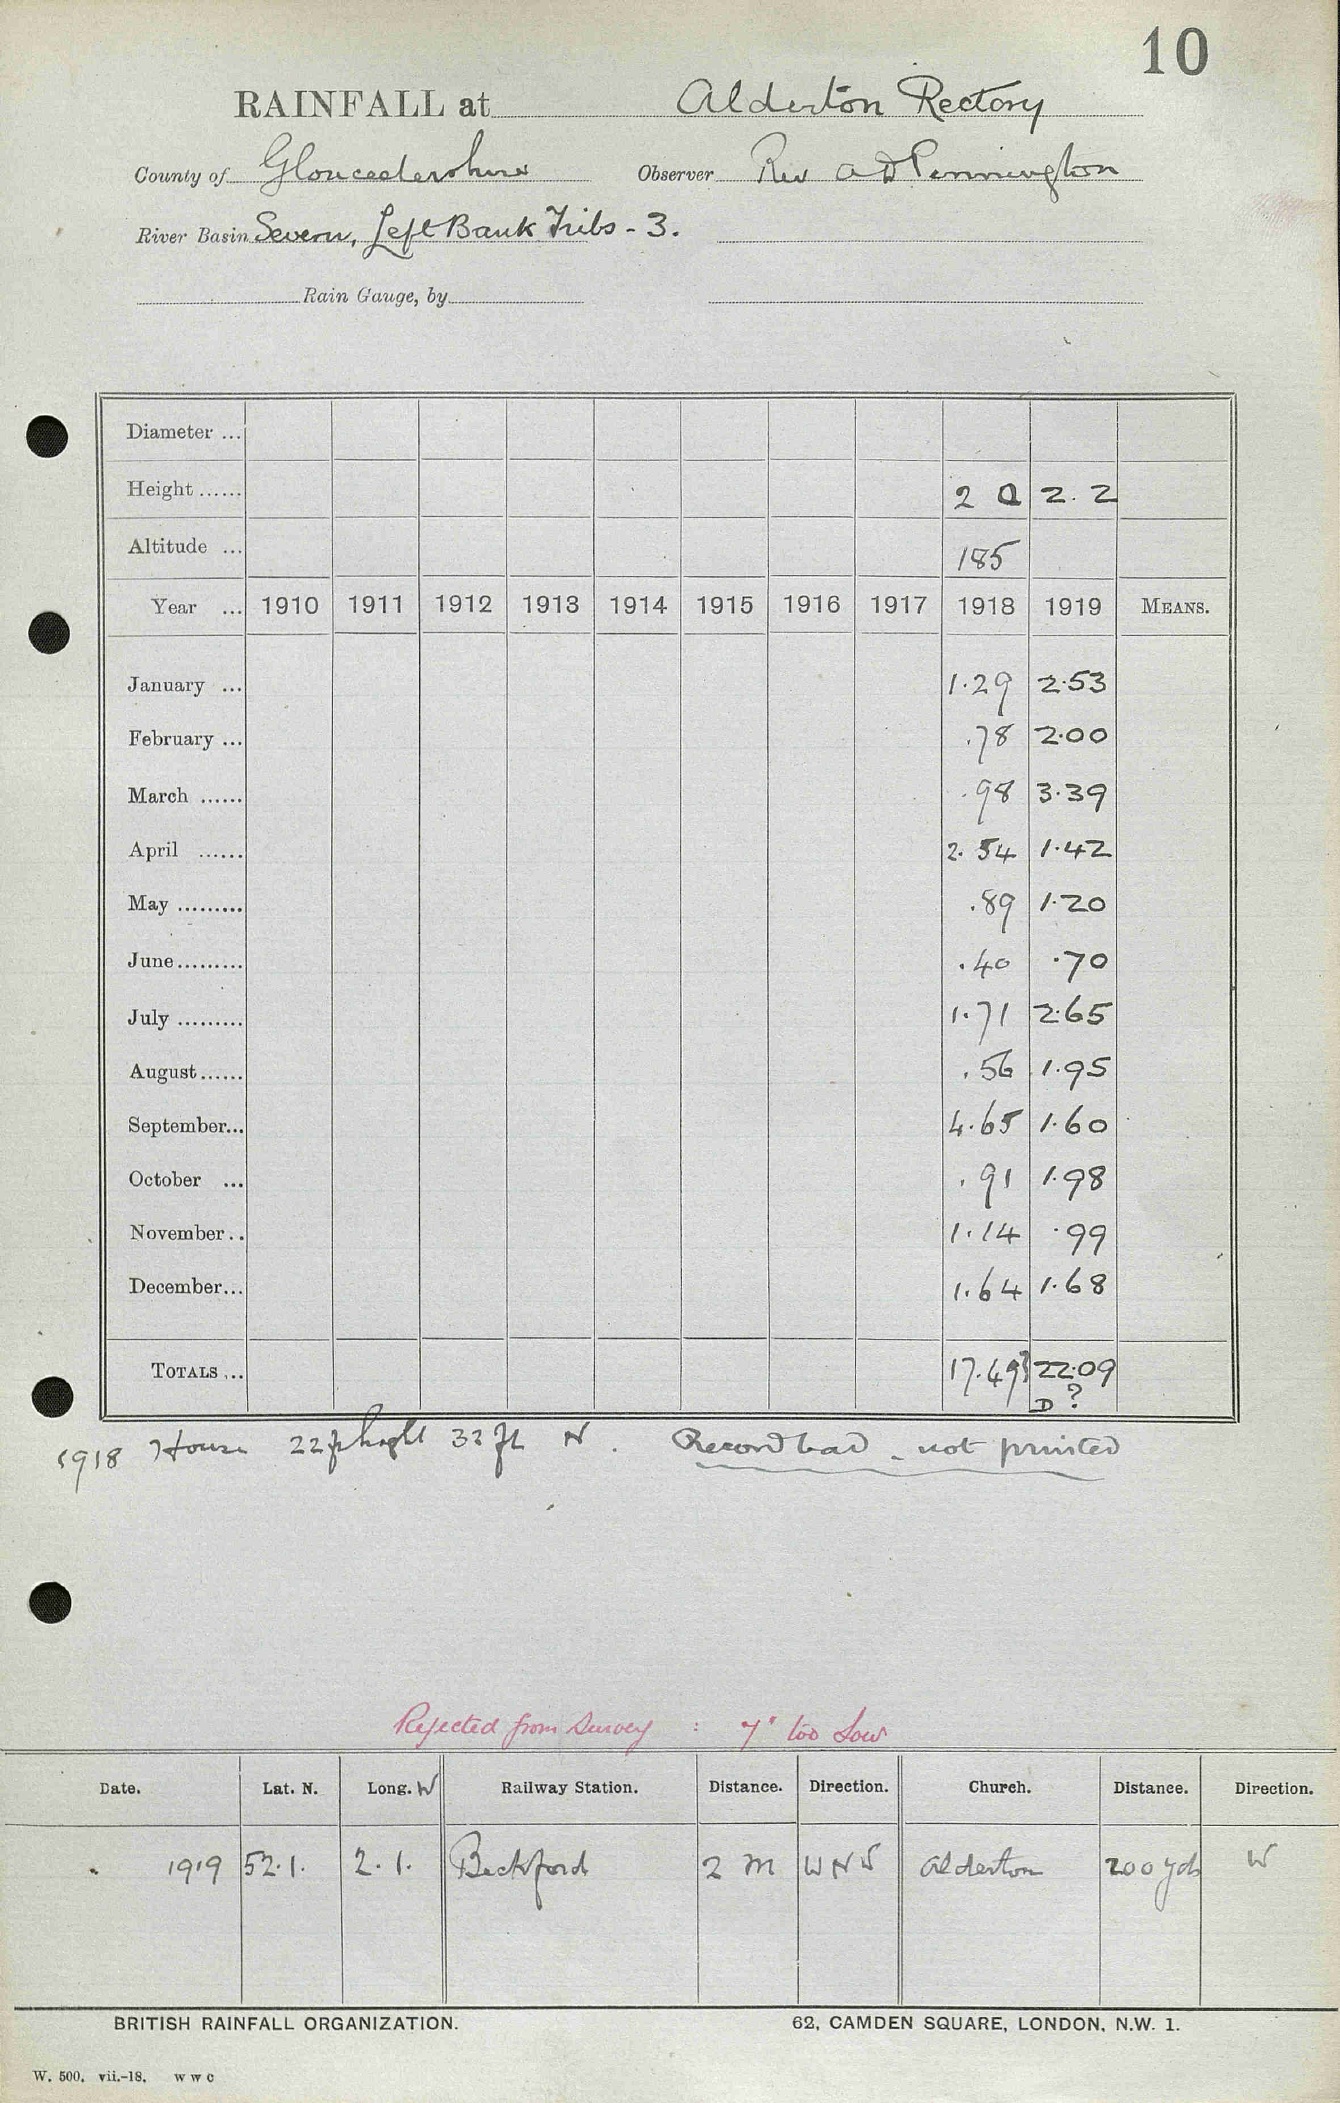 10
RAINFALL at Alderton Rectory
County of Gloucestershire Observer Rev A D Pennington
River Basin Severn, Left Bank Tribs - 3.
Rain Gauge, by
Diameter ...
Height ...... 2 0 2. 2
Altitude ... 185
Year ... 1910 1911 1912 1913 1914 1915 1916 1917 1918 1919 MEANS.
January ... 1.29 2.53
February ... .78 2.00
March ...... .98 3.39
April ...... 2.54 1.42
May ......... .89 1.20
June......... .40 .70
July ......... 1.71 2.65
August...... .56 1.95
September... 4.65 1.60
October ... .91 1.98
November.. 1.14 .99
December... 1.64 1.68
TOTALS ... 17.49? 22.09
D ?
1918 House 22 ft height 33 ft N. Record bad - not printed
Rejected from Survey : 7" too low
Date. Lat. N. Long. W Railway Station. Distance. Direction. Church. Distance. Direction.
1919 52.1. 2.1. Beckford 2 m WNW Alderton 200 yds W
BRITISH RAINFALL ORGANIZATION. 62, CAMDEN SQUARE, LONDON, N.W. 1.
W. 500. vii.-18. w w c